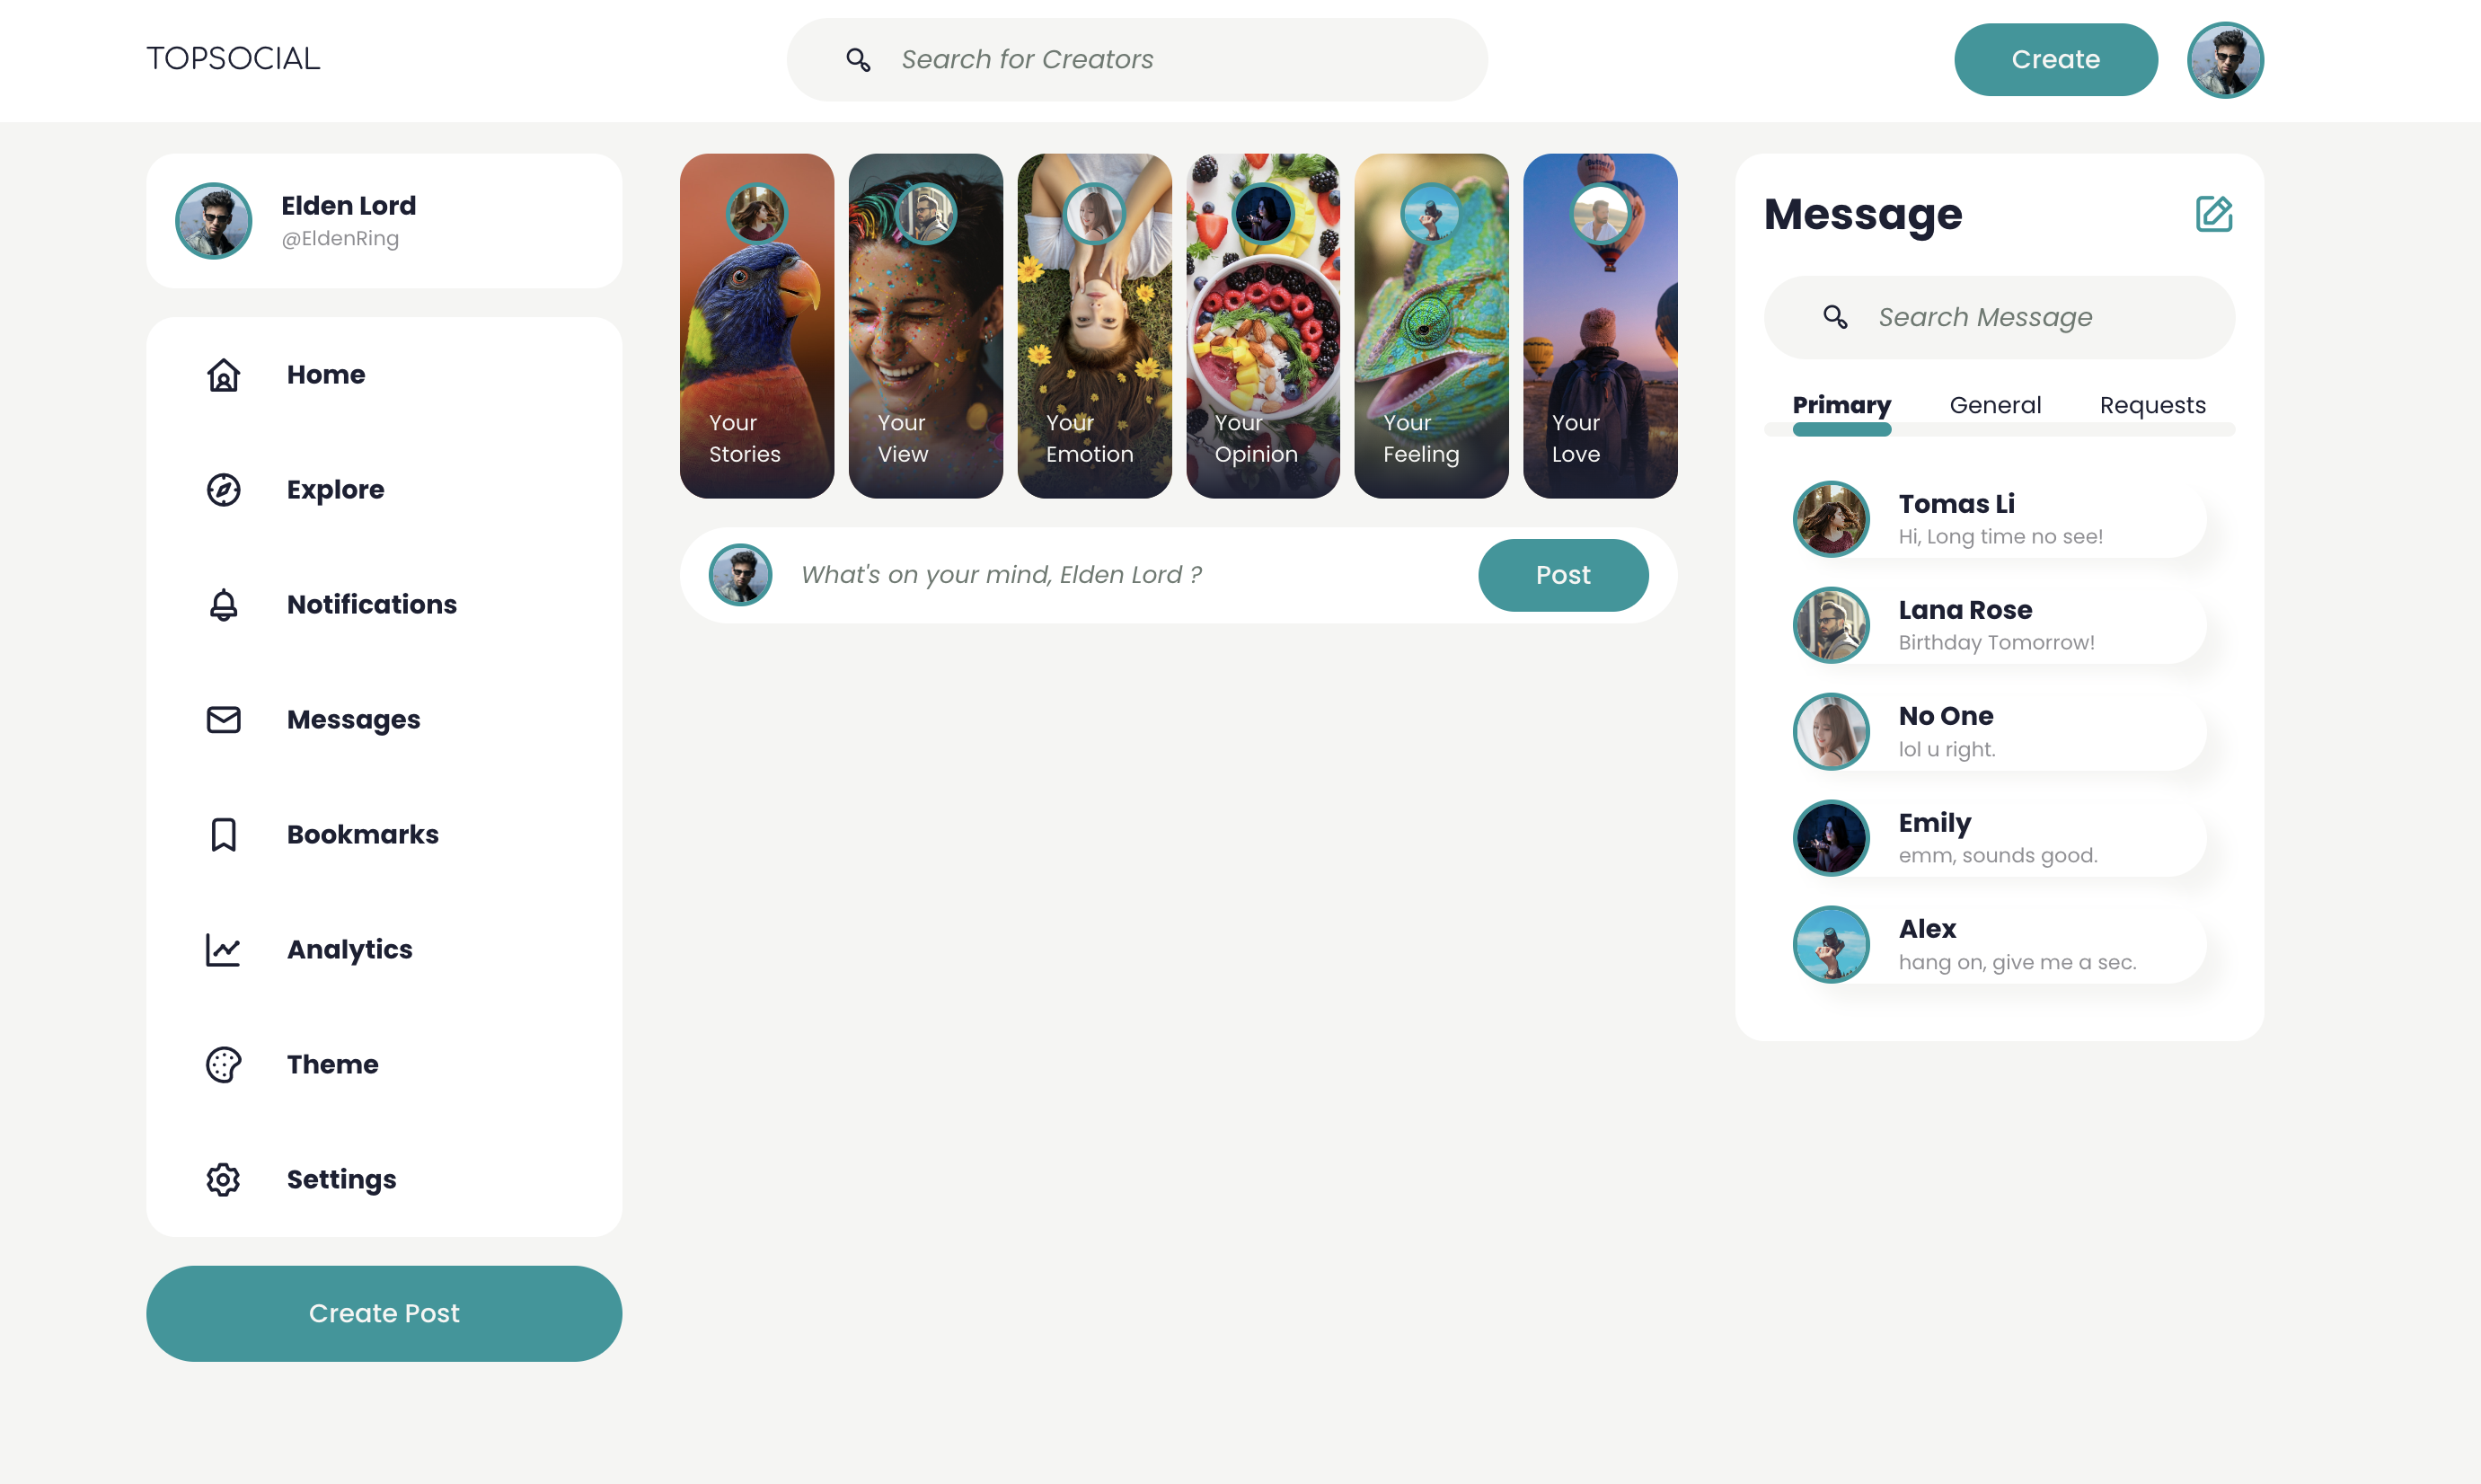 TOPSOCIAL
Search for Creators
Create
Elden Lord
@EldenRing
Home
Explore
Notifications
Messages
Bookmarks
Analytics
Theme
Settings
Create Post
Your
Stories
Your
View
Your
Emotion
Your
Opinion
Your
Feeling
Your
Love
What's on your mind, Elden Lord ?
Post
Message
Search Message
Primary General Requests
Tomas Li
Hi, Long time no see!
Lana Rose
Birthday Tomorrow!
No One
lol u right.
Emily
emm, sounds good.
Alex
hang on, give me a sec.